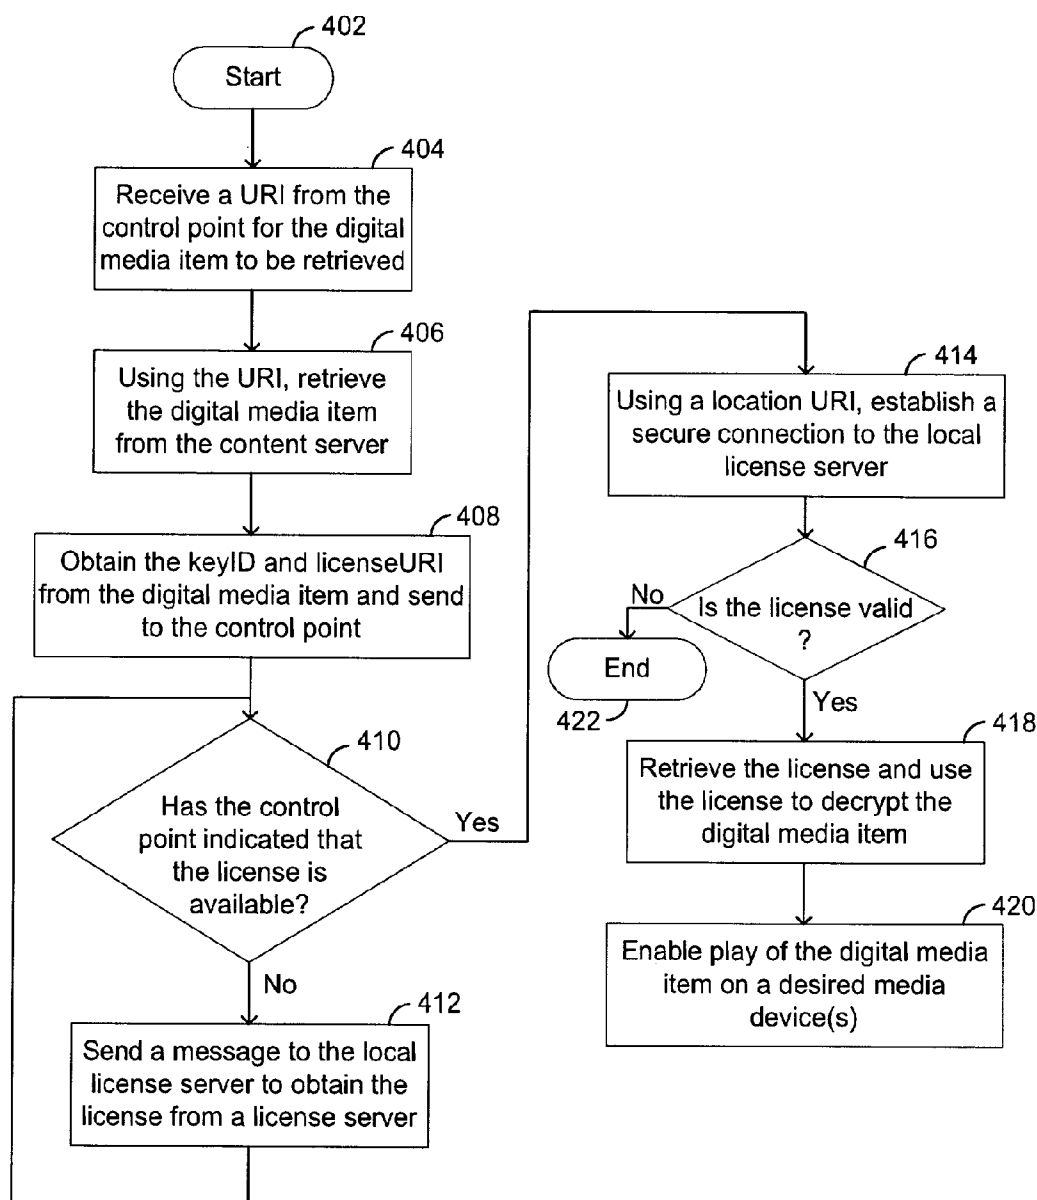 402
Start
404
Receive a URI from the
control point for the digital
media item to be retrieved
406
Using the URI, retrieve
the digital media item
from the content server
408
Obtain the keyID and licenseURI
from the digital media item and send
to the control point
410
Has the control
point indicated that
the license is
available?
Yes
No
412
Send a message to the local
license server to obtain the
license from a license server
414
Using a location URI, establish a
secure connection to the local
license server
416
Is the license valid
?
No
End
422
Yes
418
Retrieve the license and use
the license to decrypt the
digital media item
420
Enable play of the digital media
item on a desired media
device(s)